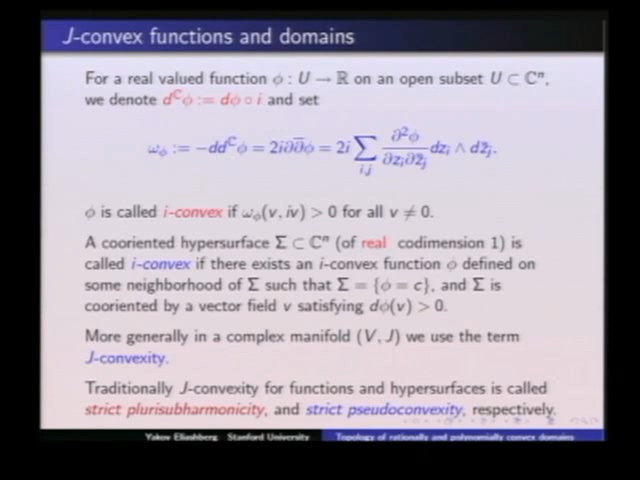 J-convex functions and domains
For a real valued function ϕ : U → ℝ on an open subset U ⊂ ℂⁿ,
we denote d^ℂϕ := dϕ ∘ i and set
ω_ϕ := −dd^ℂϕ = 2i∂∂̅ϕ = 2i ∑_{i,j} ∂²ϕ/∂z_i∂z̄_j dz_i ∧ dz̄_j.
ϕ is called i-convex if ω_ϕ(v, iv) > 0 for all v ≠ 0.
A cooriented hypersurface Σ ⊂ ℂⁿ (of real codimension 1) is
called i-convex if there exists an i-convex function ϕ defined on
some neighborhood of Σ such that Σ = {ϕ = c}, and Σ is
cooriented by a vector field v satisfying dϕ(v) > 0.
More generally in a complex manifold (V, J) we use the term
J-convexity.
Traditionally J-convexity for functions and hypersurfaces is called
strict plurisubharmonicity, and strict pseudoconvexity, respectively.
Yakov Eliashberg Stanford University Topology of rationally and polynomially convex domains